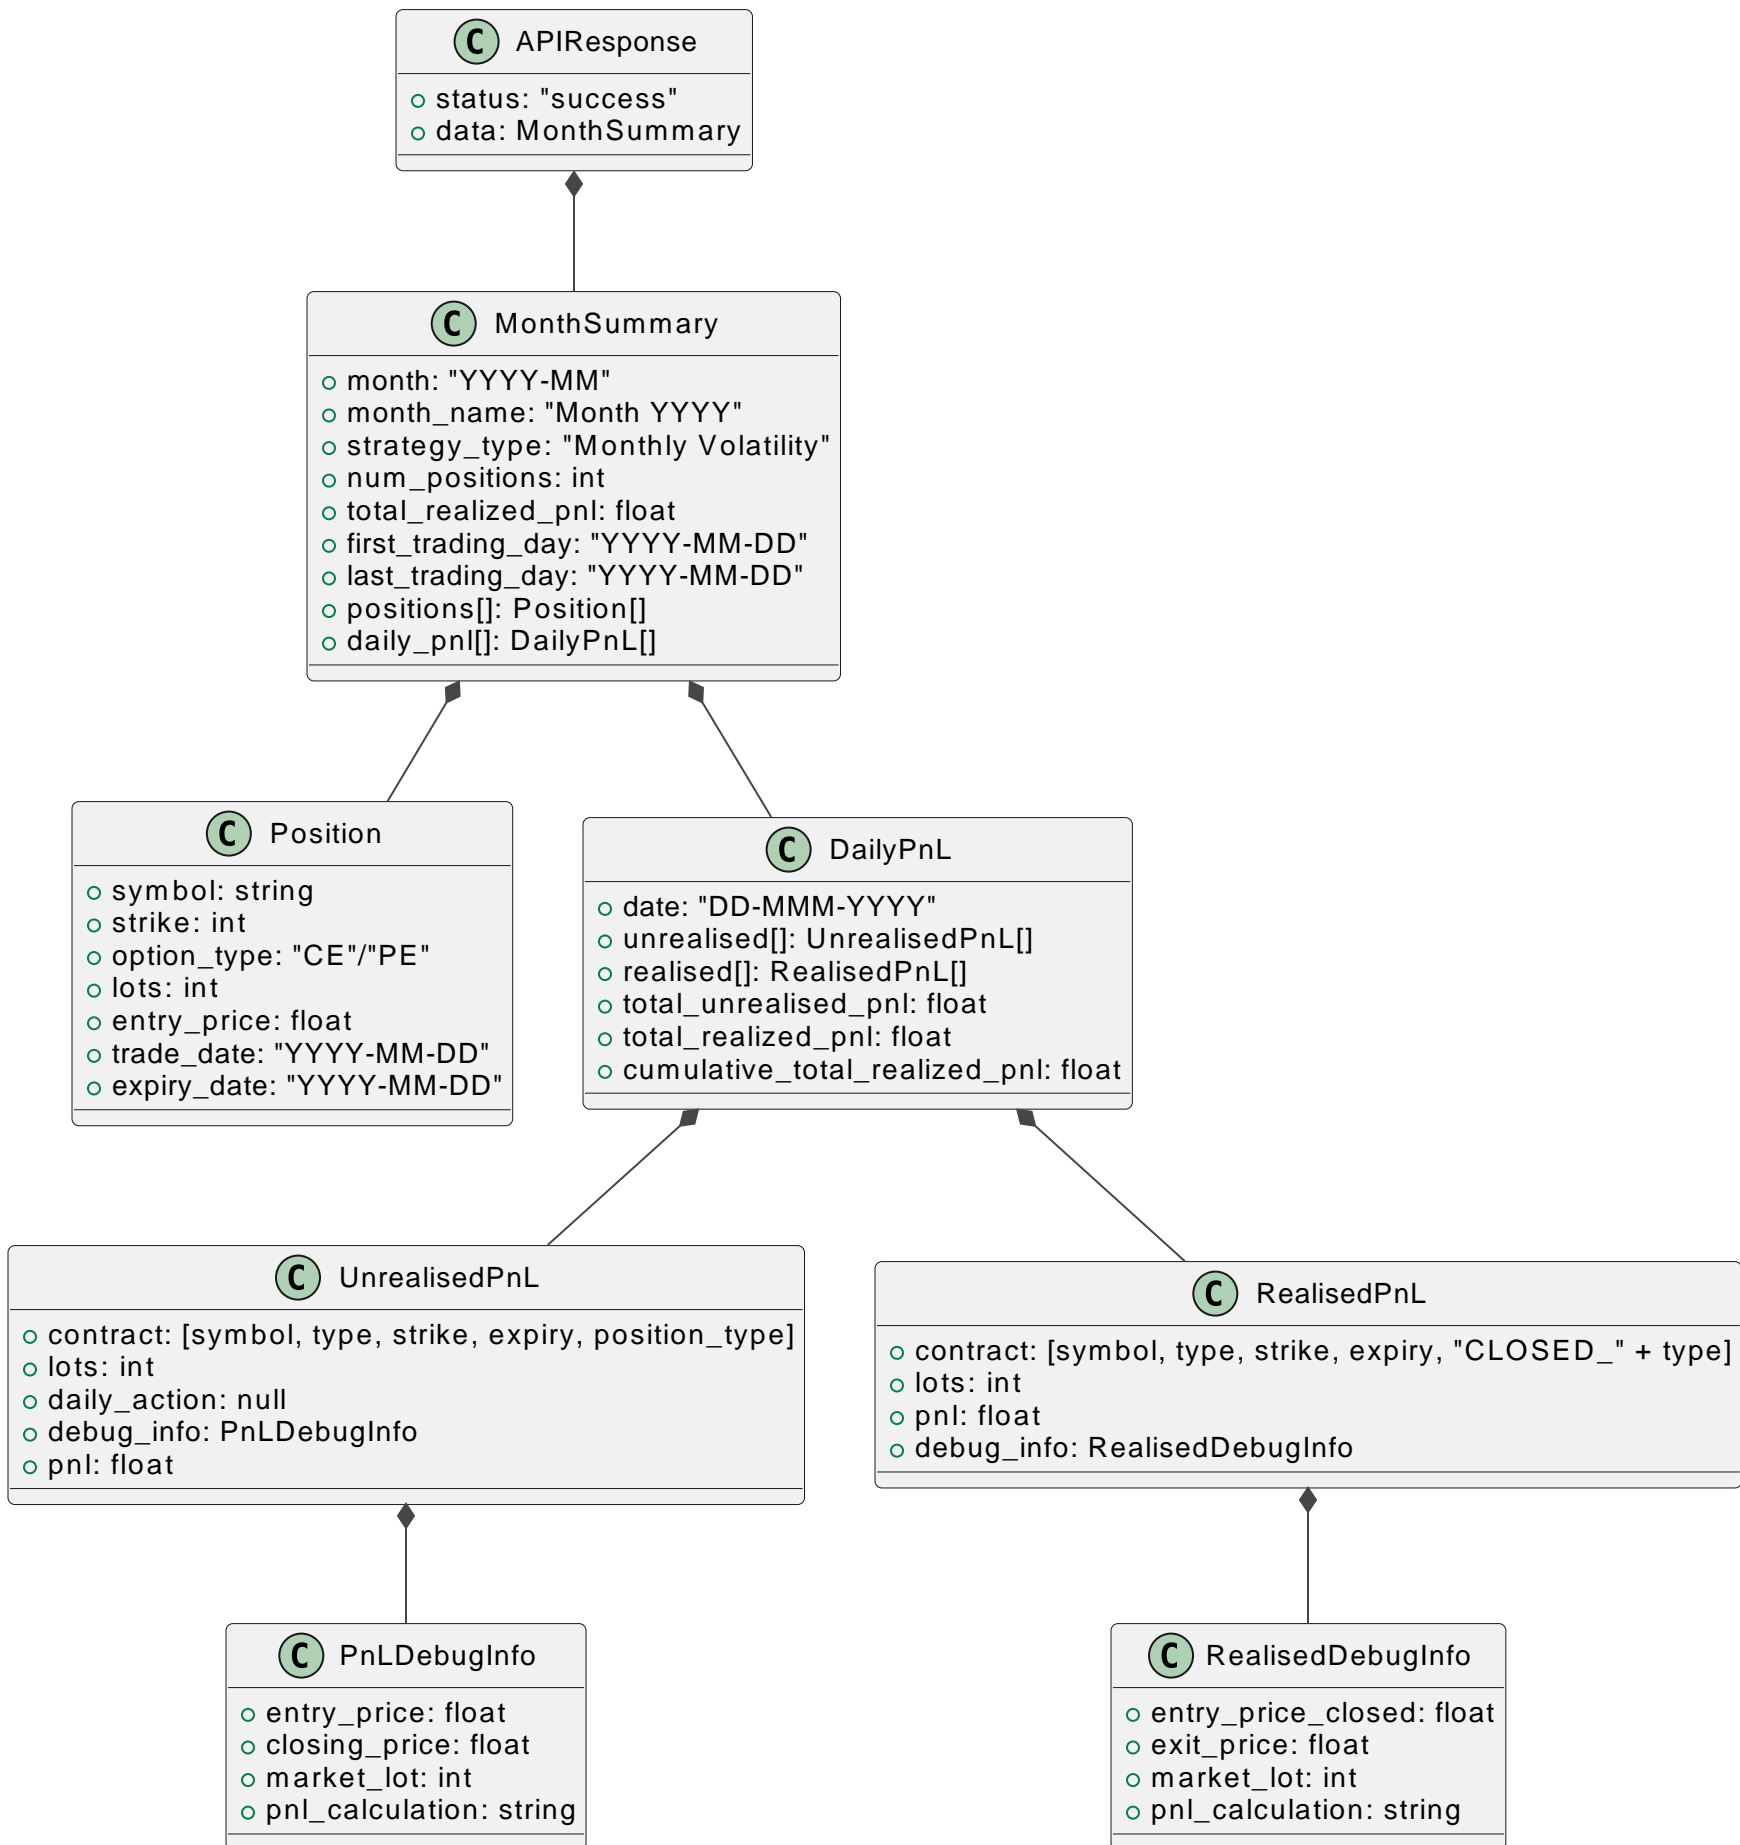 C APIResponse
status: "success"
data: MonthSummary
C MonthSummary
month: "YYYY-MM"
month_name: "Month YYYY"
strategy_type: "Monthly Volatility"
num_positions: int
total_realized_pnl: float
first_trading_day: "YYYY-MM-DD"
last_trading_day: "YYYY-MM-DD"
positions[]: Position[]
daily_pnl[]: DailyPnL[]
C Position
symbol: string
strike: int
option_type: "CE"/"PE"
lots: int
entry_price: float
trade_date: "YYYY-MM-DD"
expiry_date: "YYYY-MM-DD"
C DailyPnL
date: "DD-MMM-YYYY"
unrealised[]: UnrealisedPnL[]
realised[]: RealisedPnL[]
total_unrealised_pnl: float
total_realized_pnl: float
cumulative_total_realized_pnl: float
C UnrealisedPnL
contract: [symbol, type, strike, expiry, position_type]
lots: int
daily_action: null
debug_info: PnLDebugInfo
pnl: float
C RealisedPnL
contract: [symbol, type, strike, expiry, "CLOSED_" + type]
lots: int
pnl: float
debug_info: RealisedDebugInfo
C PnLDebugInfo
entry_price: float
closing_price: float
market_lot: int
pnl_calculation: string
C RealisedDebugInfo
entry_price_closed: float
exit_price: float
market_lot: int
pnl_calculation: string